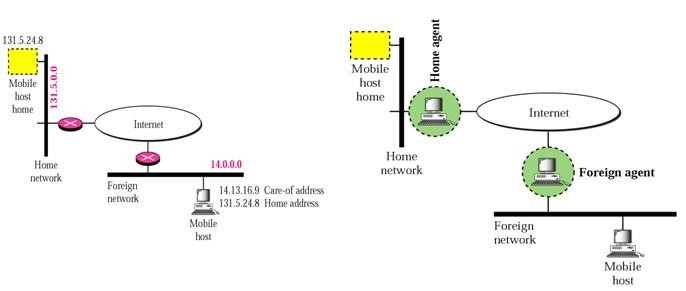 131.5.24.8
131.5.0.0
Mobile
host
home
Internet
Home
network
14.0.0.0
Foreign
network
14.13.16.9 Care-of address
131.5.24.8 Home address
Mobile
host
Home agent
Mobile
host
home
Internet
Home
network
Foreign agent
Foreign
network
Mobile
host